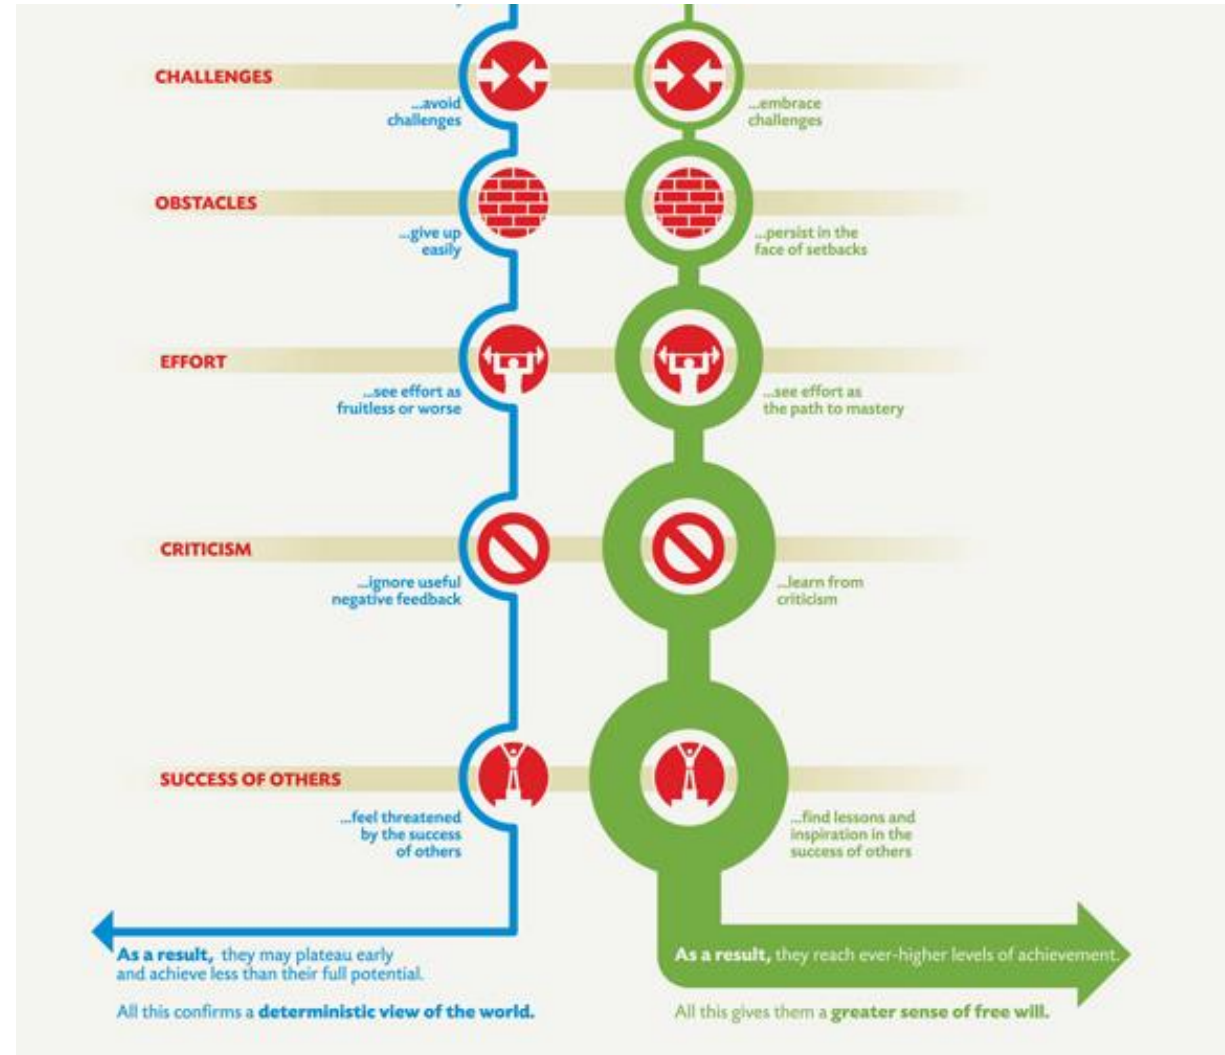 CHALLENGES
...avoid
challenges
...embrace
challenges
OBSTACLES
...give up
easily
...persist in the
face of setbacks
EFFORT
...see effort as
fruitless or worse
...see effort as
the path to mastery
CRITICISM
...ignore useful
negative feedback
...learn from
criticism
SUCCESS OF OTHERS
...feel threatened
by the success
of others
...find lessons and
inspiration in the
success of others
As a result, they may plateau early
and achieve less than their full potential.
All this confirms a deterministic view of the world.
As a result, they reach ever-higher levels of achievement.
All this gives them a greater sense of free will.